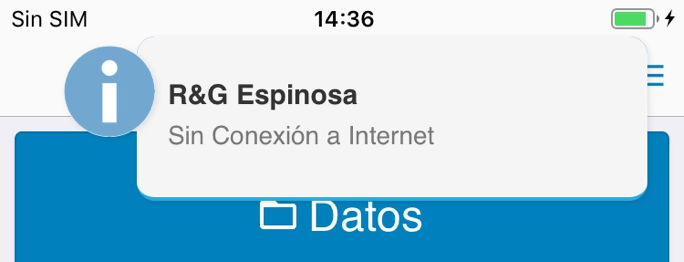 Sin SIM 14:36
R&G Espinosa
Sin Conexión a Internet
Datos